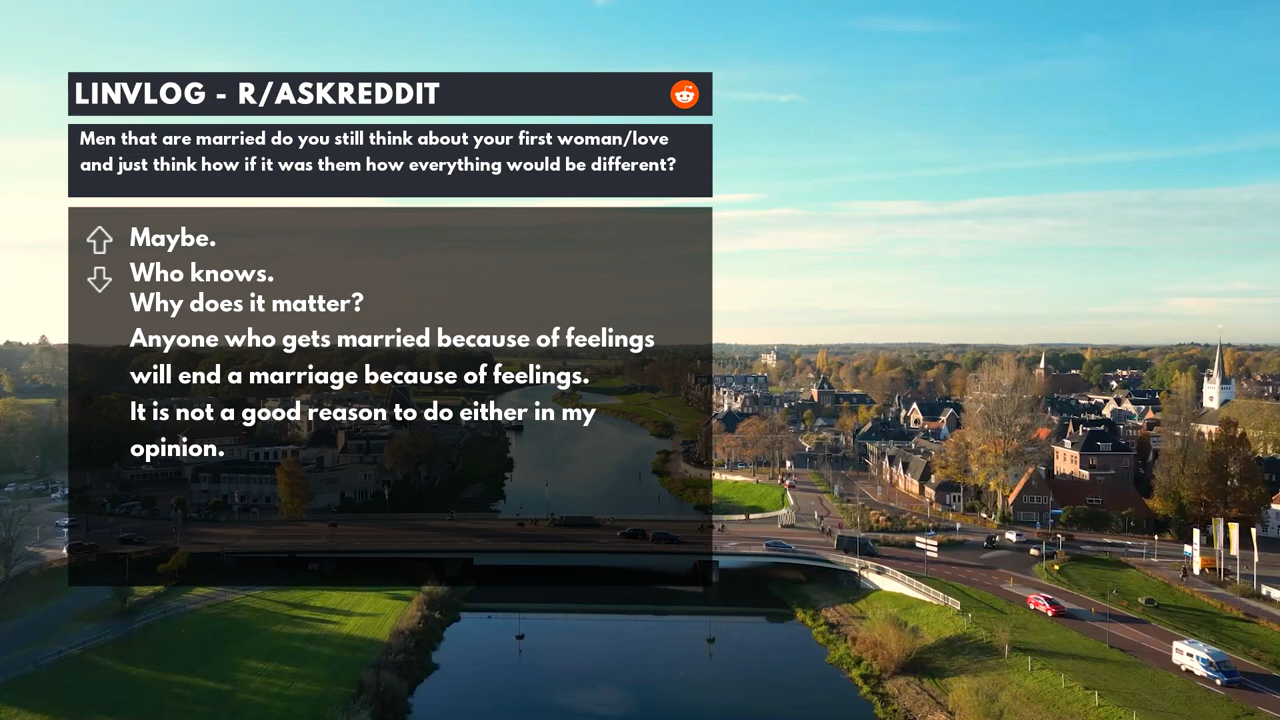 LINVLOG - R/ASKREDDIT
Men that are married do you still think about your first woman/love
and just think how if it was them how everything would be different?
Maybe.
Who knows.
Why does it matter?
Anyone who gets married because of feelings
will end a marriage because of feelings.
It is not a good reason to do either in my
opinion.